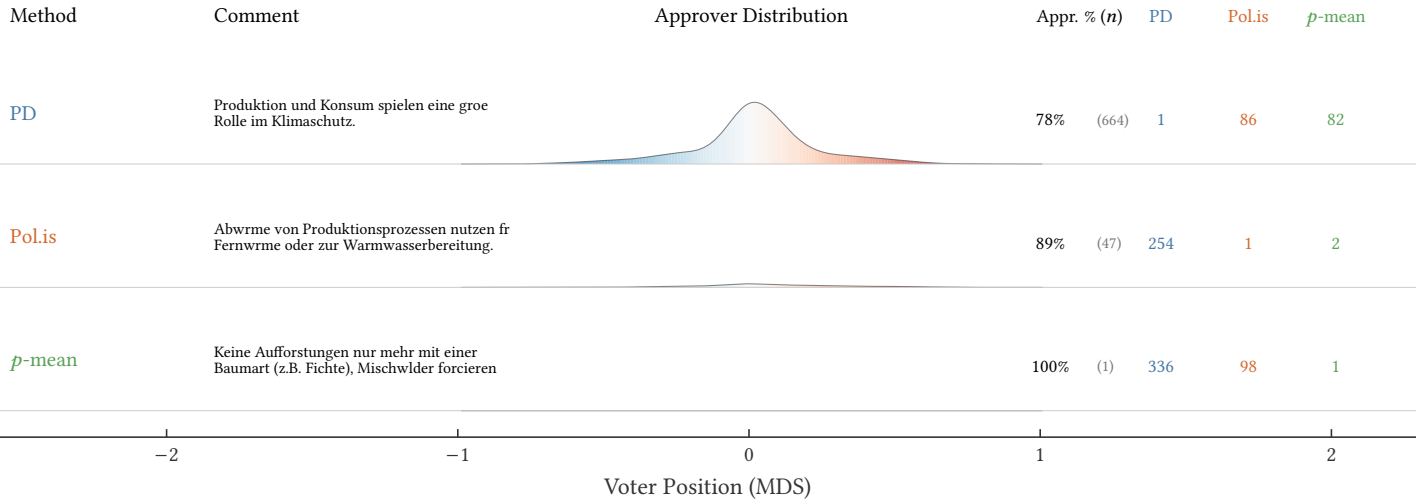 Method Comment Approver Distribution Appr. % (n) PD Pol.is p-mean
PD
Produktion und Konsum spielen eine groe
Rolle im Klimaschutz.
78% (664) 1 86 82
Pol.is
Abwrme von Produktionsprozessen nutzen fr
Fernwrme oder zur Warmwasserbereitung.
89% (47) 254 1 2
p-mean
Keine Aufforstungen nur mehr mit einer
Baumart (z.B. Fichte), Mischwlder forcieren
100% (1) 336 98 1
−2 −1 0 1 2
Voter Position (MDS)